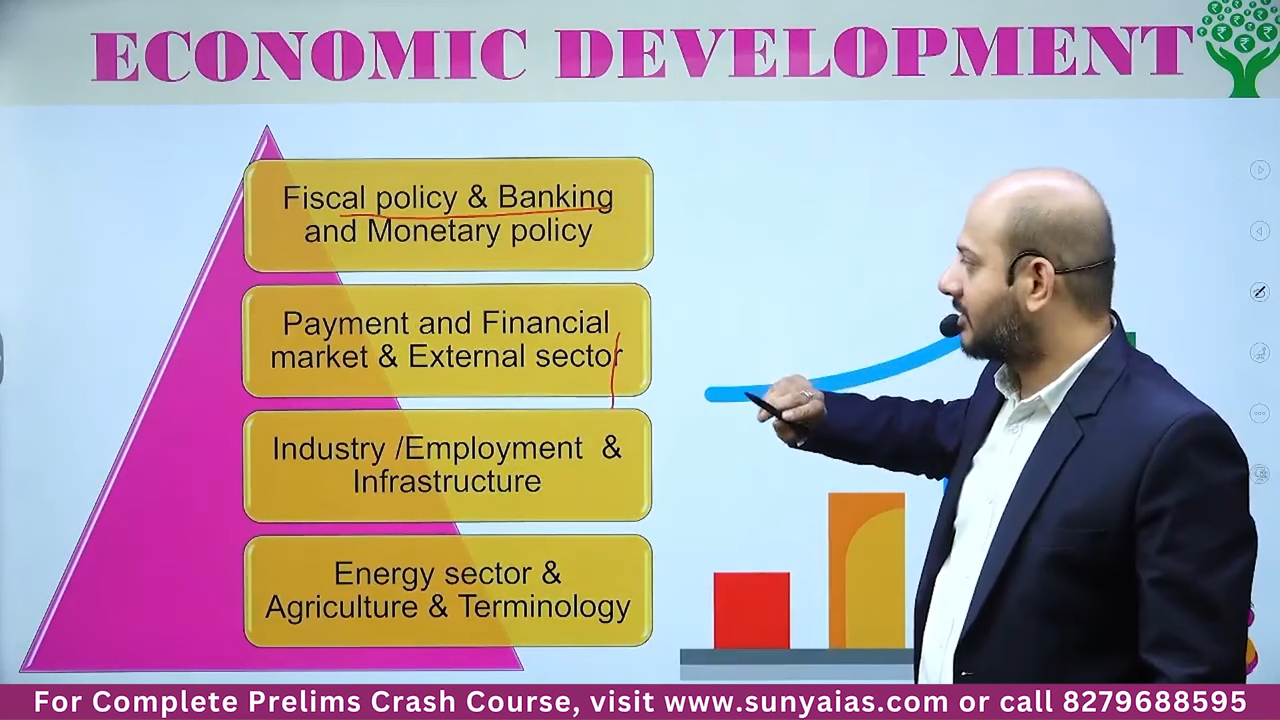 ECONOMIC DEVELOPMENT
Fiscal policy & Banking
and Monetary policy
Payment and Financial
market & External sector
Industry /Employment &
Infrastructure
Energy sector &
Agriculture & Terminology
For Complete Prelims Crash Course, visit www.sunyaias.com or call 8279688595